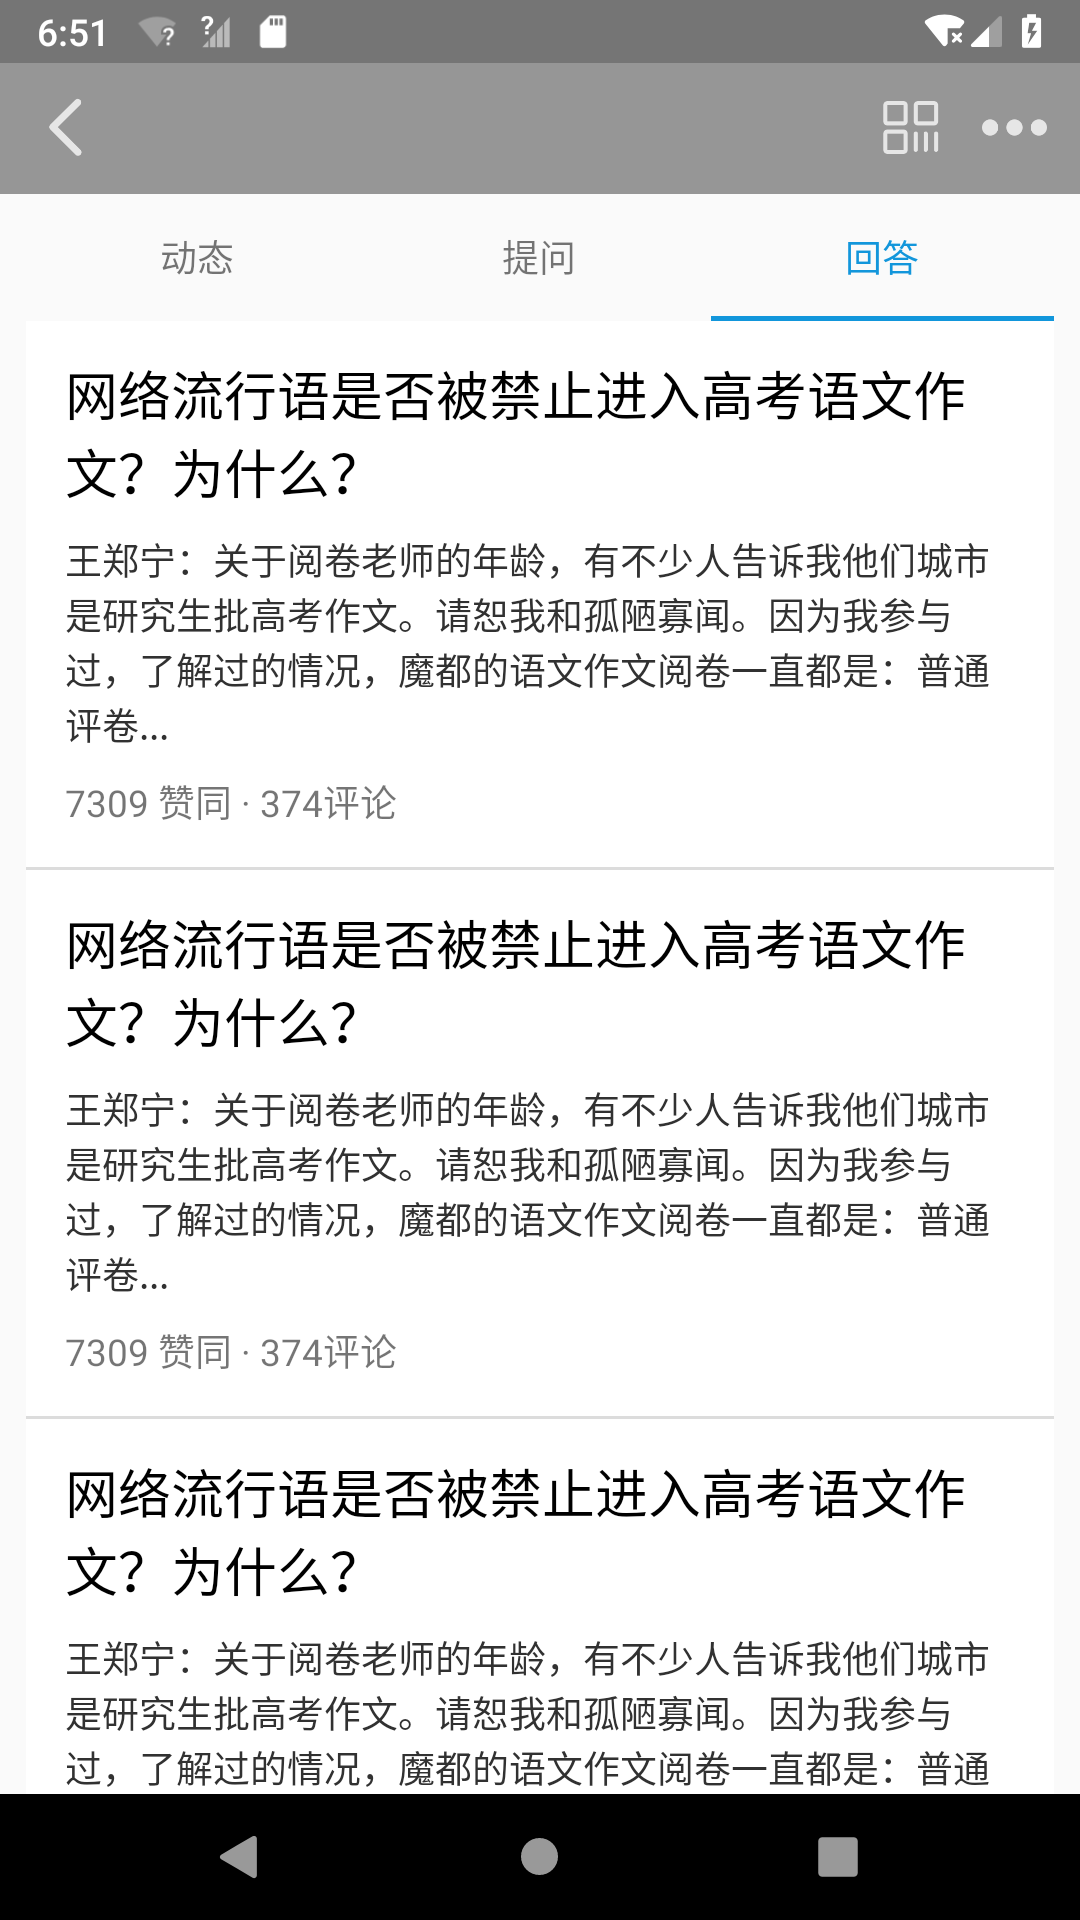 6:51
动态 提问 回答
网络流行语是否被禁止进入高考语文作
文？为什么？
王郑宁：关于阅卷老师的年龄，有不少人告诉我他们城市
是研究生批高考作文。请恕我和孤陋寡闻。因为我参与
过，了解过的情况，魔都的语文作文阅卷一直都是：普通
评卷...
7309 赞同 · 374评论
网络流行语是否被禁止进入高考语文作
文？为什么？
王郑宁：关于阅卷老师的年龄，有不少人告诉我他们城市
是研究生批高考作文。请恕我和孤陋寡闻。因为我参与
过，了解过的情况，魔都的语文作文阅卷一直都是：普通
评卷...
7309 赞同 · 374评论
网络流行语是否被禁止进入高考语文作
文？为什么？
王郑宁：关于阅卷老师的年龄，有不少人告诉我他们城市
是研究生批高考作文。请恕我和孤陋寡闻。因为我参与
过，了解过的情况，魔都的语文作文阅卷一直都是：普通